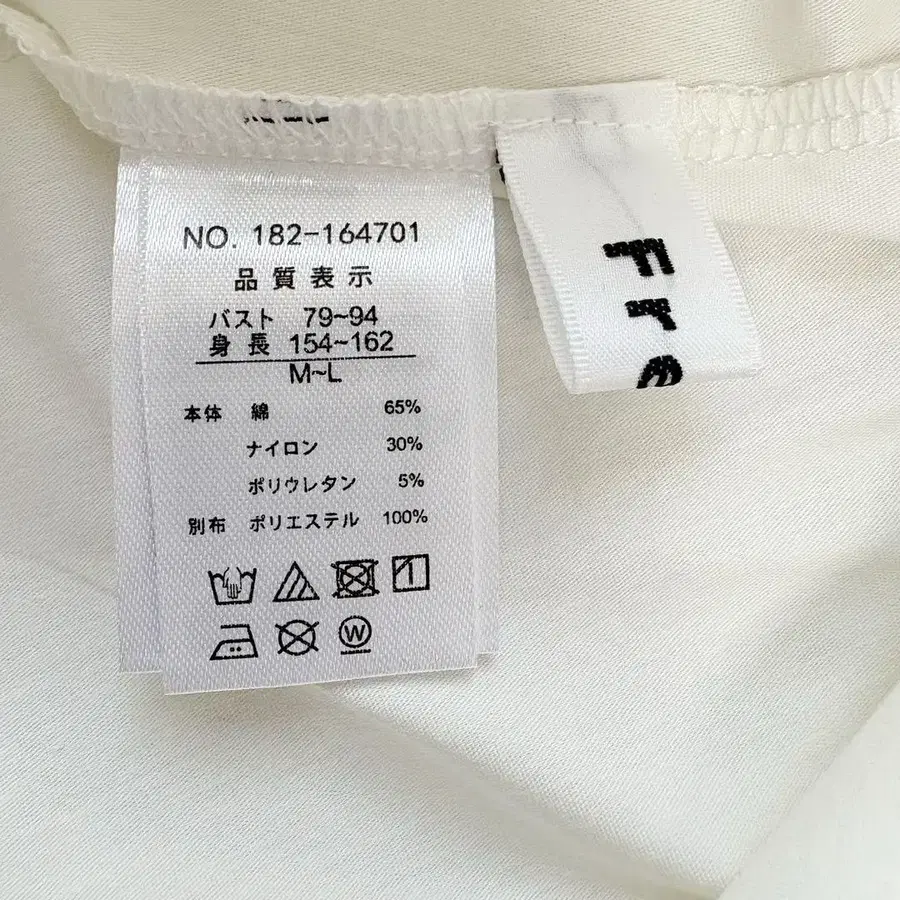 NO. 182-164701
品質表示
バスト 79~94
身長 154~162
M~L
本体 綿 65%
ナイロン 30%
ポリウレタン 5%
別布 ポリエステル 100%
W
Fre